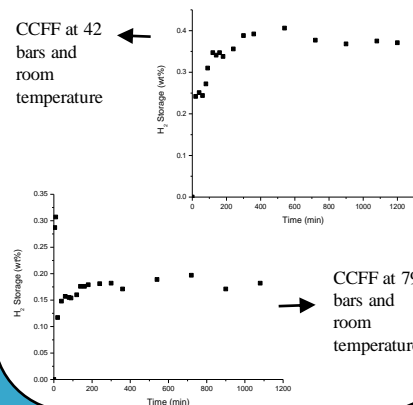 CCFF at 42
bars and
room
temperature
0.4
0.3
0.2
0.1
0.0
H2 Storage (wt%)
0 200 400 600 800 1000 1200
Time (min)
0.35
0.30
0.25
0.20
0.15
0.10
0.05
0.00
H2 Storage (wt%)
0 200 400 600 800 1000 1200
Time (min)
CCFF at 79
bars and
room
temperature